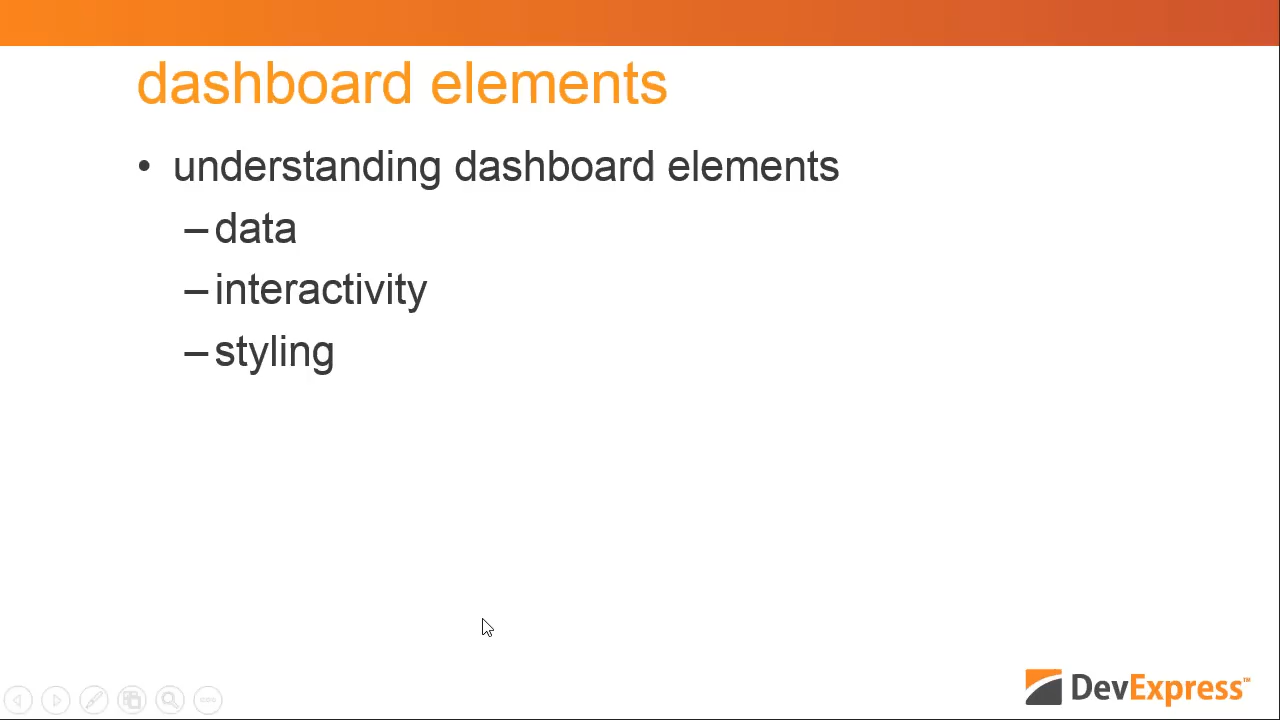 dashboard elements
• understanding dashboard elements
– data
– interactivity
– styling
DevExpress™